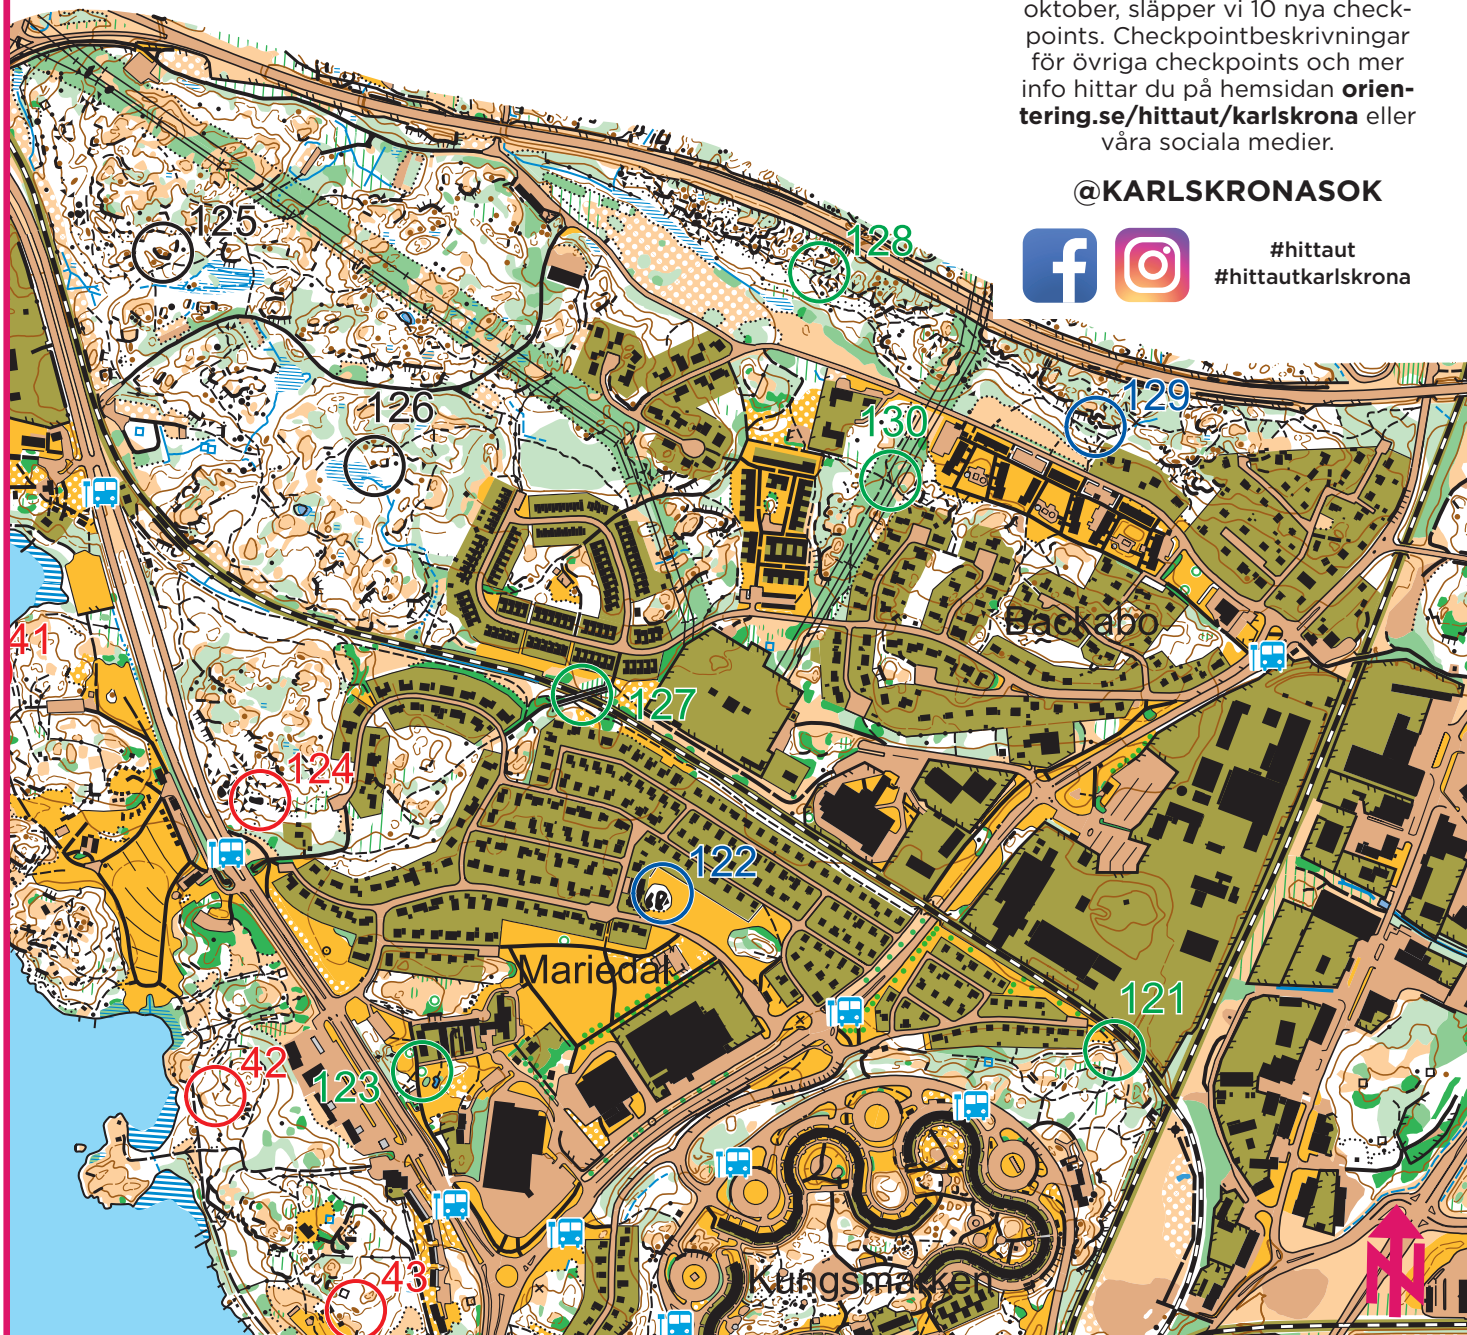 oktober, släpper vi 10 nya check-
points. Checkpointbeskrivningar
för övriga checkpoints och mer
info hittar du på hemsidan orien-
tering.se/hittaut/karlskrona eller
våra sociala medier.
@KARLSKRONASOK
#hittaut
#hittautkarlskrona
125
128
126
129
130
41
Backabo
127
124
122
Mariedal
121
42
123
43
Kungsmarken
N